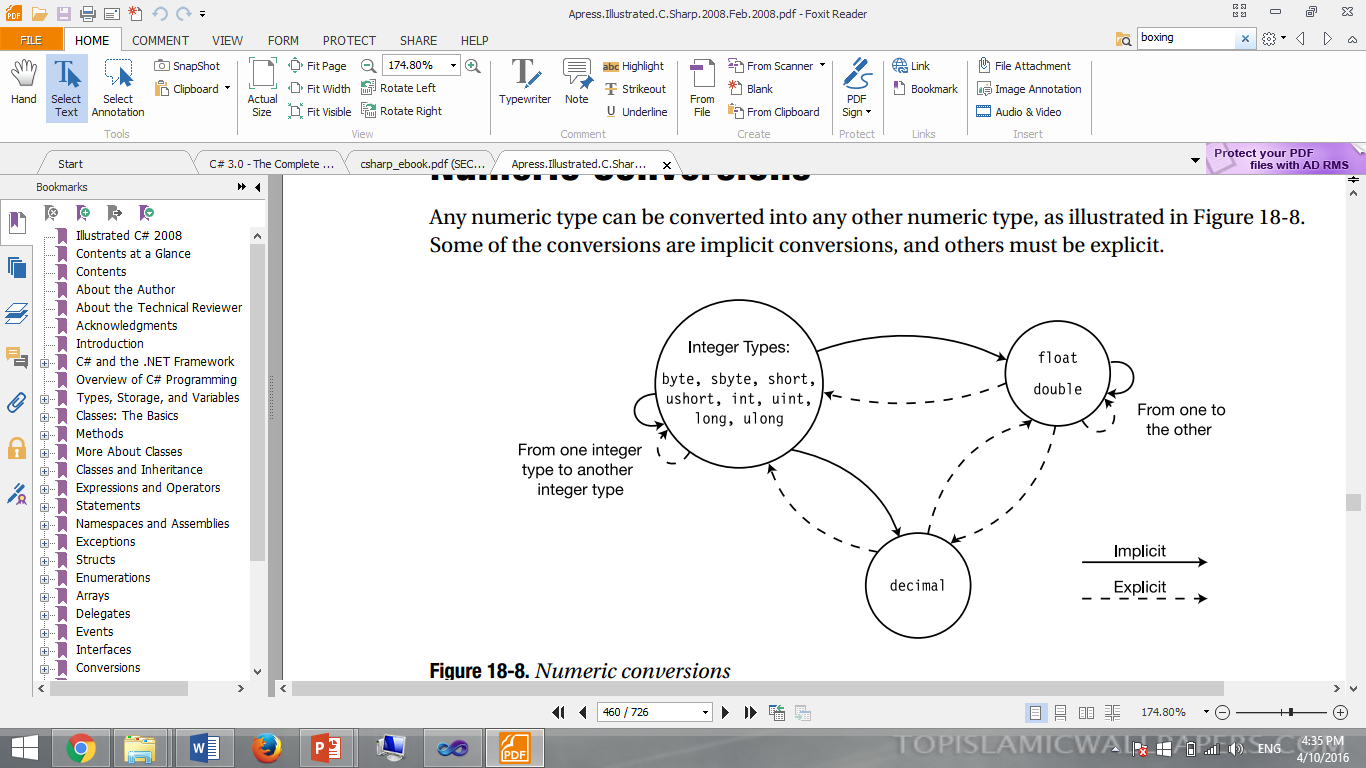 Apress.Illustrated.C.Sharp.2008.Feb.2008.pdf - Foxit Reader
FILE HOME COMMENT VIEW FORM PROTECT SHARE HELP
boxing
Hand
Select Text
Select Annotation
SnapShot
Clipboard
Tools
Actual Size
Fit Page
Fit Width
Fit Visible
174.80%
Rotate Left
Rotate Right
View
Typewriter
Note
Highlight
Strikeout
Underline
Comment
From File
From Scanner
Blank
From Clipboard
Create
PDF Sign
Protect
Link
Bookmark
Links
File Attachment
Image Annotation
Audio & Video
Insert
Start
C# 3.0 - The Complete ...
csharp_ebook.pdf (SEC...
Apress.Illustrated.C.Shar...
Protect your PDF
files with AD RMS
Bookmarks
Illustrated C# 2008
Contents at a Glance
Contents
About the Author
About the Technical Reviewer
Acknowledgments
Introduction
C# and the .NET Framework
Overview of C# Programming
Types, Storage, and Variables
Classes: The Basics
Methods
More About Classes
Classes and Inheritance
Expressions and Operators
Statements
Namespaces and Assemblies
Exceptions
Structs
Enumerations
Arrays
Delegates
Events
Interfaces
Conversions
Numeric Conversions
Any numeric type can be converted into any other numeric type, as illustrated in Figure 18-8.
Some of the conversions are implicit conversions, and others must be explicit.
Integer Types:
byte, sbyte, short,
ushort, int, uint,
long, ulong
float
double
From one to
the other
From one integer
type to another
integer type
decimal
Implicit
Explicit
Figure 18-8. Numeric conversions
460 / 726
174.80%
ENG
4:35 PM
4/10/2016